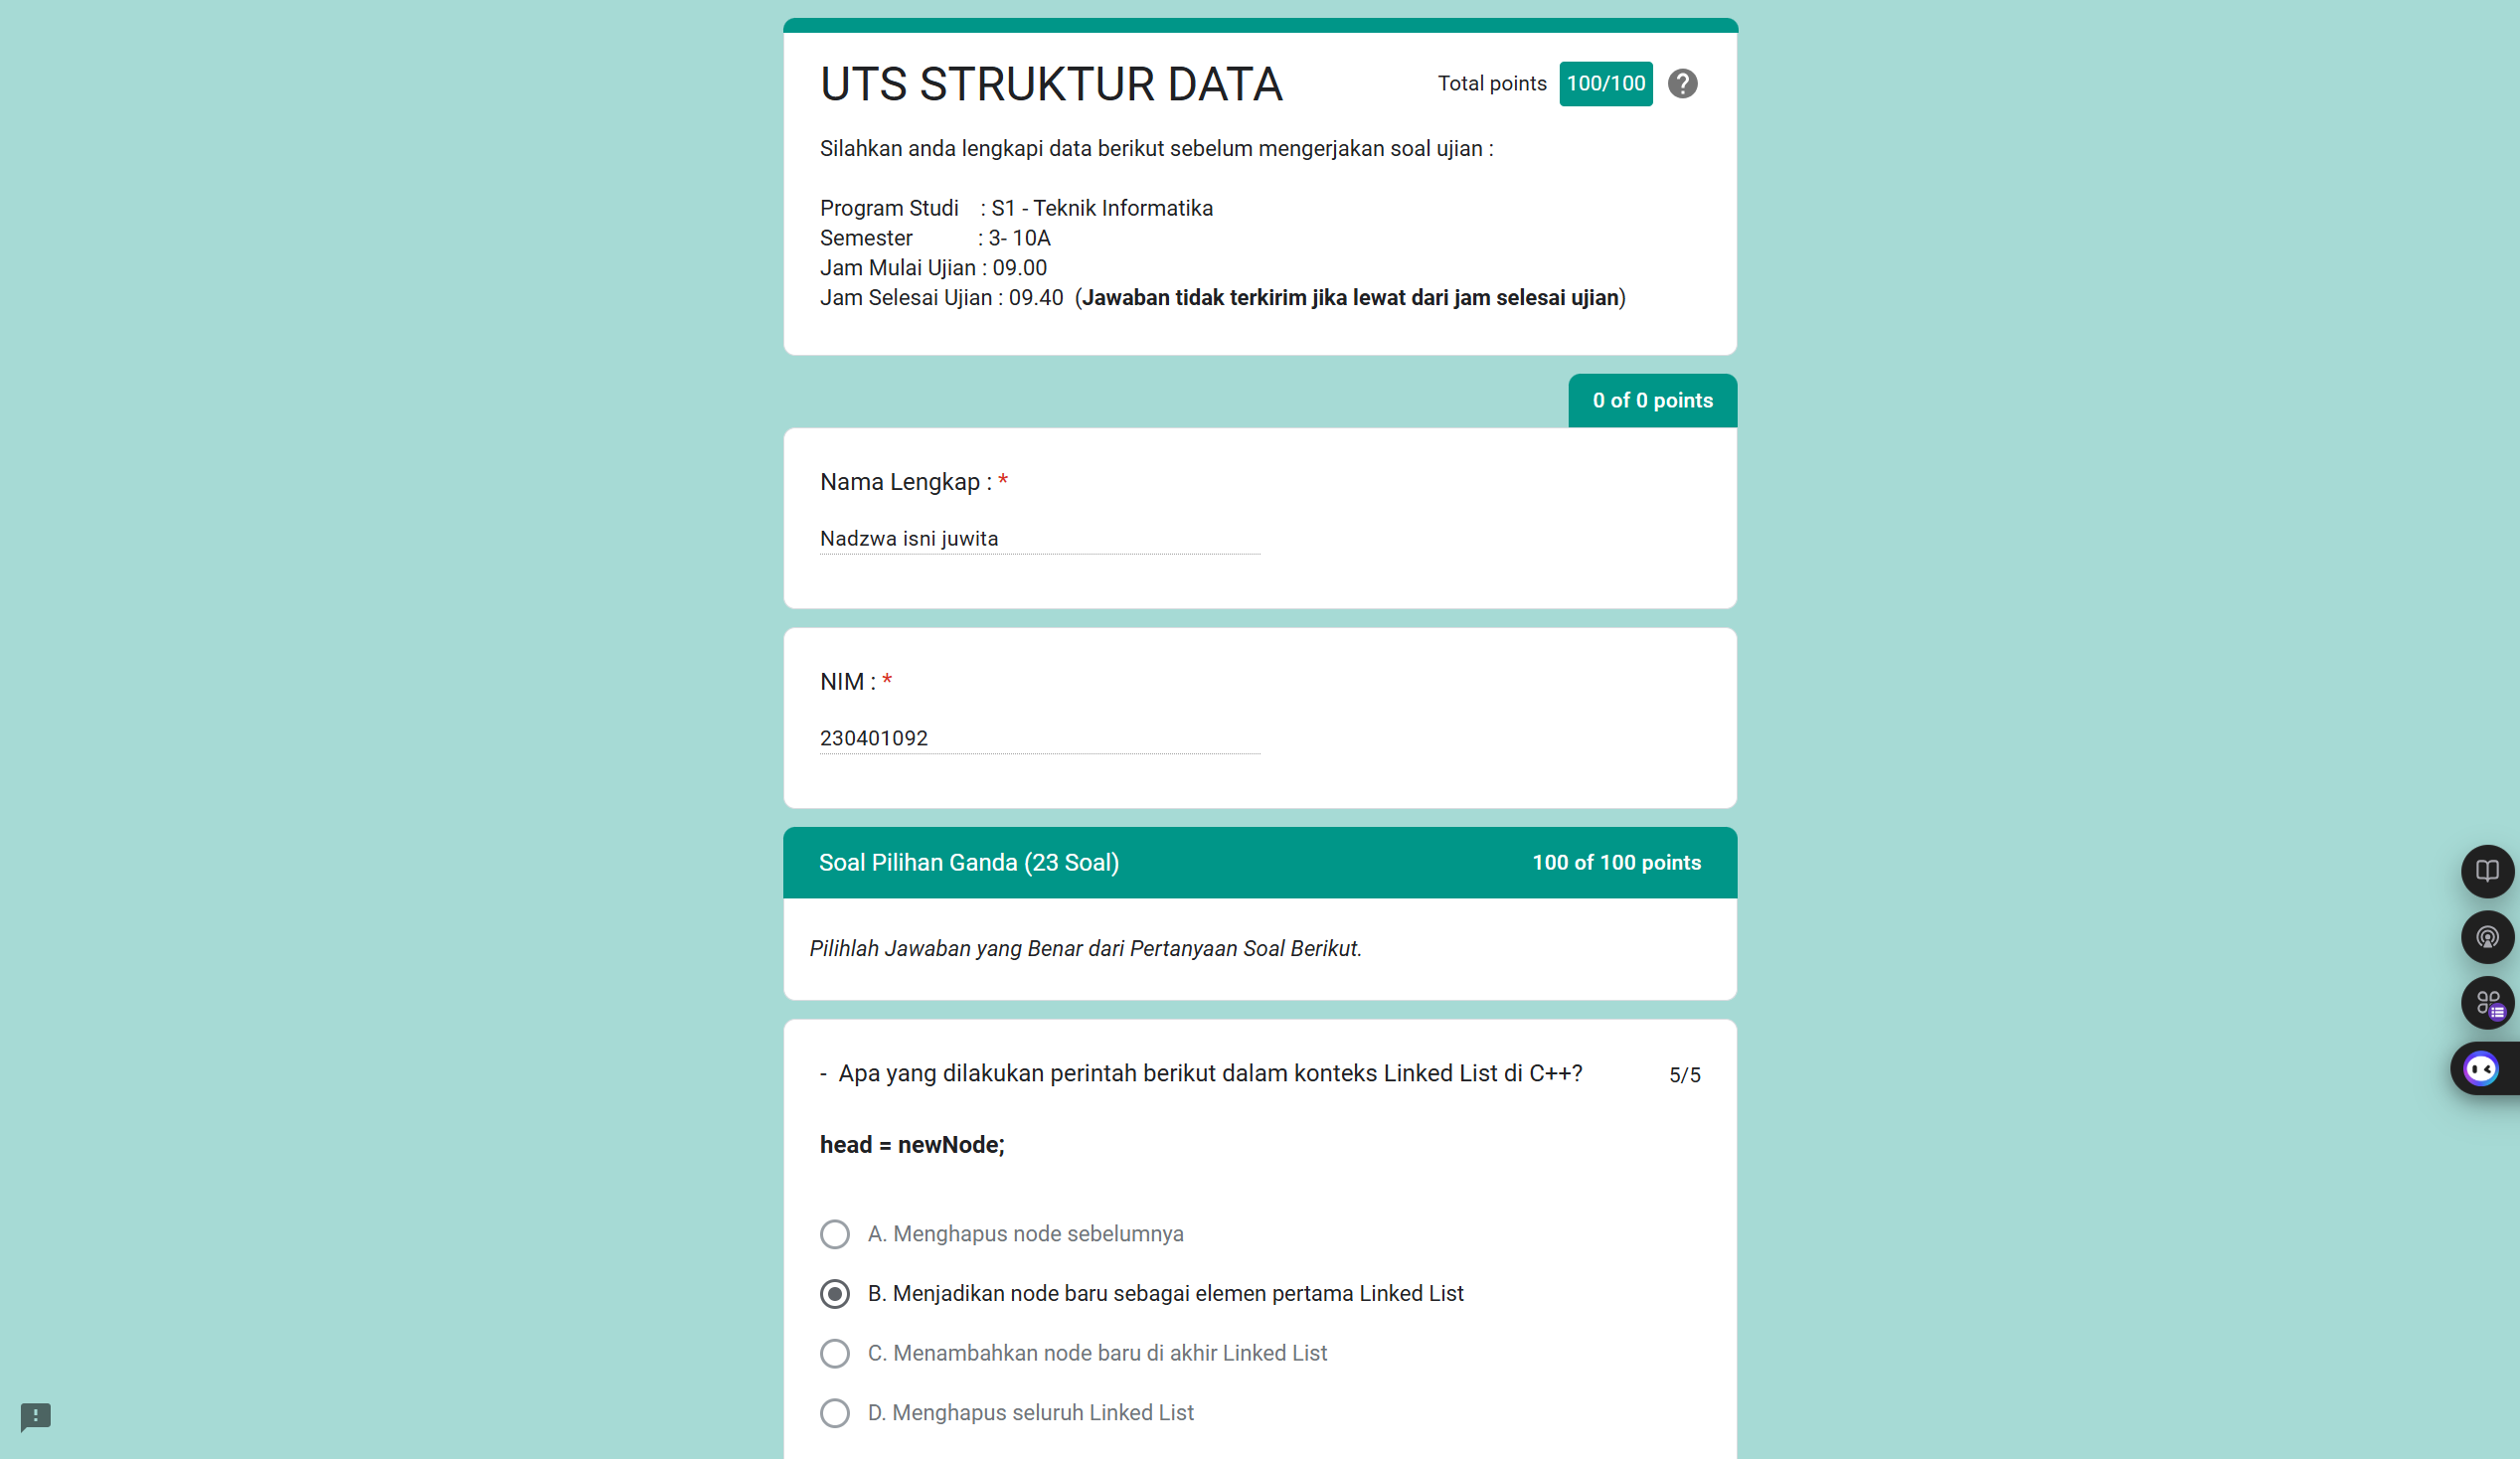 UTS STRUKTUR DATA
Total points 100/100
Silahkan anda lengkapi data berikut sebelum mengerjakan soal ujian :
Program Studi : S1 - Teknik Informatika
Semester : 3- 10A
Jam Mulai Ujian : 09.00
Jam Selesai Ujian : 09.40 (Jawaban tidak terkirim jika lewat dari jam selesai ujian)
0 of 0 points
Nama Lengkap : *
Nadzwa isni juwita
NIM : *
230401092
Soal Pilihan Ganda (23 Soal)
100 of 100 points
Pilihlah Jawaban yang Benar dari Pertanyaan Soal Berikut.
- Apa yang dilakukan perintah berikut dalam konteks Linked List di C++?
5/5
head = newNode;
A. Menghapus node sebelumnya
B. Menjadikan node baru sebagai elemen pertama Linked List
C. Menambahkan node baru di akhir Linked List
D. Menghapus seluruh Linked List